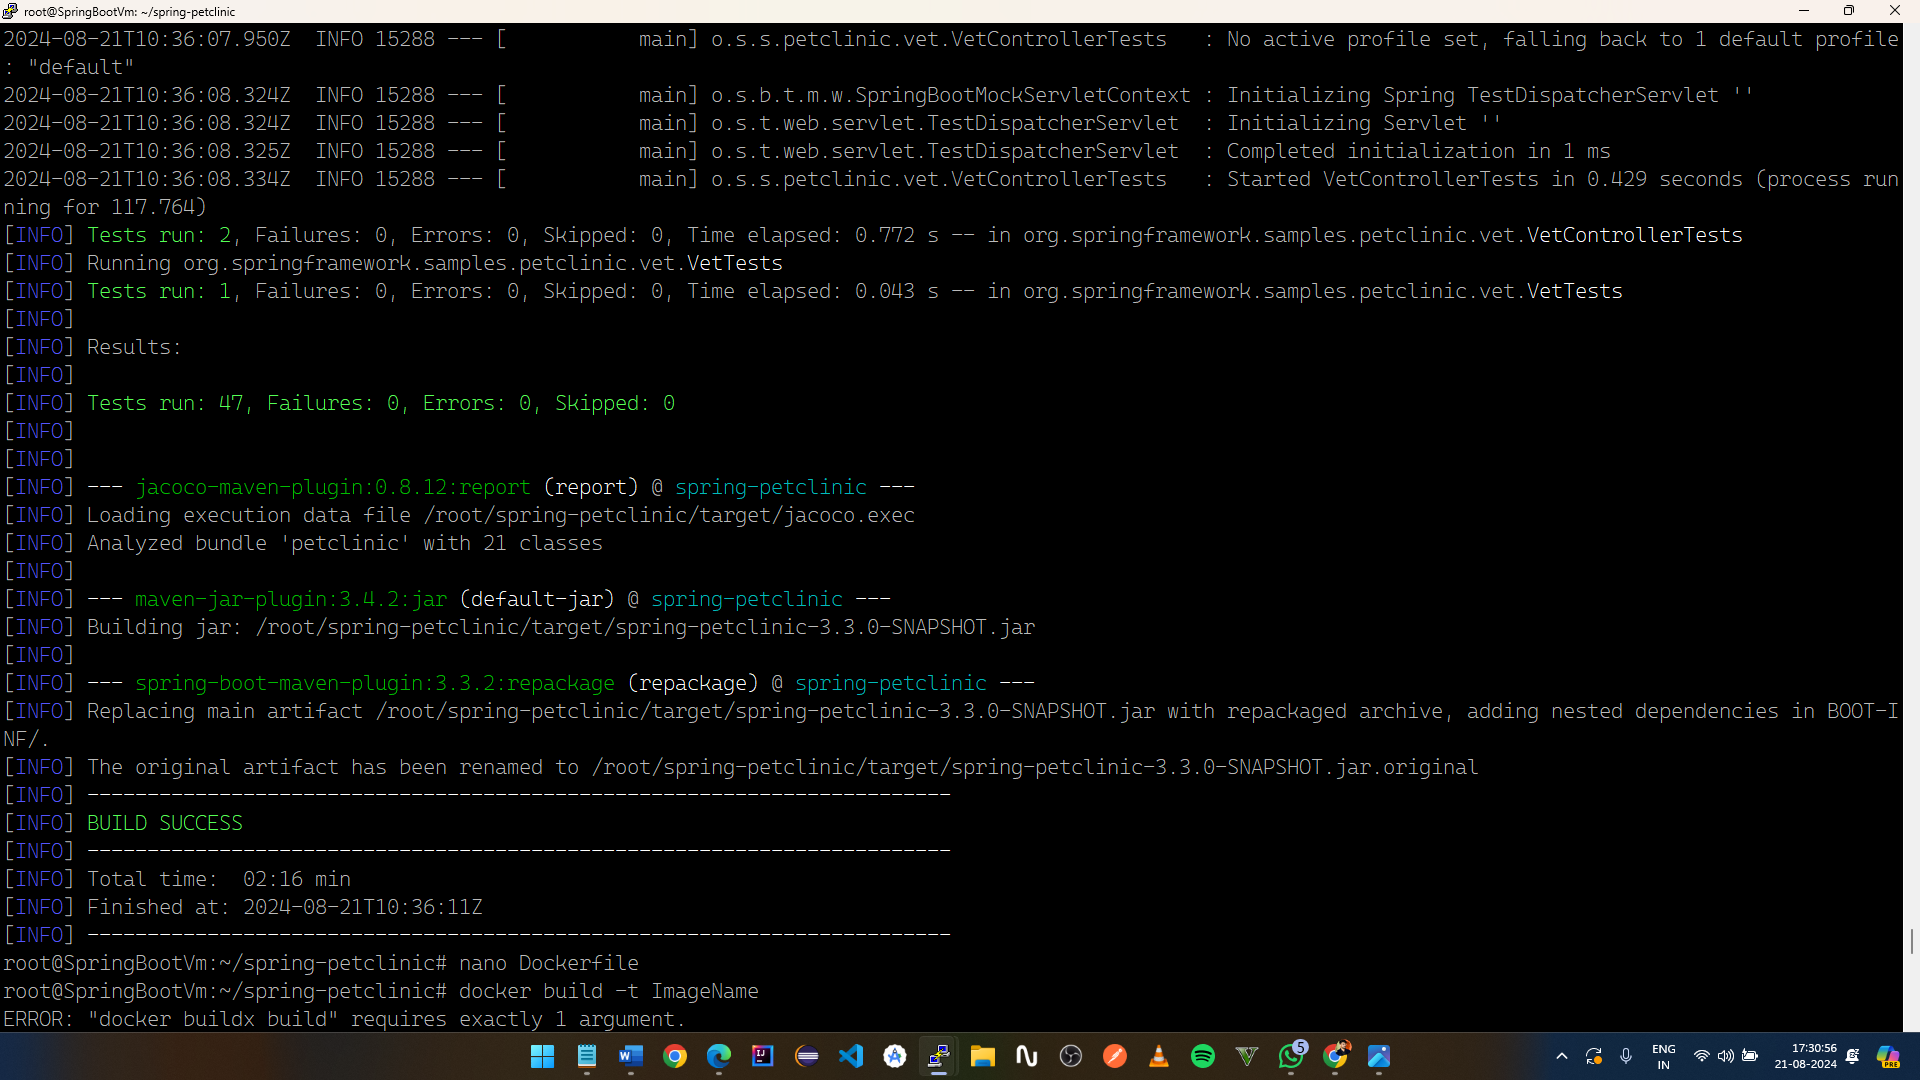 root@SpringBootVm: ~/spring-petclinic
2024-08-21T10:36:07.950Z  INFO 15288 --- [           main] o.s.s.petclinic.vet.VetControllerTests   : No active profile set, falling back to 1 default profile
: "default"
2024-08-21T10:36:08.324Z  INFO 15288 --- [           main] o.s.b.t.m.w.SpringBootMockServletContext : Initializing Spring TestDispatcherServlet ''
2024-08-21T10:36:08.324Z  INFO 15288 --- [           main] o.s.t.web.servlet.TestDispatcherServlet  : Initializing Servlet ''
2024-08-21T10:36:08.325Z  INFO 15288 --- [           main] o.s.t.web.servlet.TestDispatcherServlet  : Completed initialization in 1 ms
2024-08-21T10:36:08.334Z  INFO 15288 --- [           main] o.s.s.petclinic.vet.VetControllerTests   : Started VetControllerTests in 0.429 seconds (process run
ning for 117.764)
[INFO] Tests run: 2, Failures: 0, Errors: 0, Skipped: 0, Time elapsed: 0.772 s -- in org.springframework.samples.petclinic.vet.VetControllerTests
[INFO] Running org.springframework.samples.petclinic.vet.VetTests
[INFO] Tests run: 1, Failures: 0, Errors: 0, Skipped: 0, Time elapsed: 0.043 s -- in org.springframework.samples.petclinic.vet.VetTests
[INFO]
[INFO] Results:
[INFO]
[INFO] Tests run: 47, Failures: 0, Errors: 0, Skipped: 0
[INFO]
[INFO]
[INFO] --- jacoco-maven-plugin:0.8.12:report (report) @ spring-petclinic ---
[INFO] Loading execution data file /root/spring-petclinic/target/jacoco.exec
[INFO] Analyzed bundle 'petclinic' with 21 classes
[INFO]
[INFO] --- maven-jar-plugin:3.4.2:jar (default-jar) @ spring-petclinic ---
[INFO] Building jar: /root/spring-petclinic/target/spring-petclinic-3.3.0-SNAPSHOT.jar
[INFO]
[INFO] --- spring-boot-maven-plugin:3.3.2:repackage (repackage) @ spring-petclinic ---
[INFO] Replacing main artifact /root/spring-petclinic/target/spring-petclinic-3.3.0-SNAPSHOT.jar with repackaged archive, adding nested dependencies in BOOT-I
NF/.
[INFO] The original artifact has been renamed to /root/spring-petclinic/target/spring-petclinic-3.3.0-SNAPSHOT.jar.original
[INFO] ------------------------------------------------------------------------
[INFO] BUILD SUCCESS
[INFO] ------------------------------------------------------------------------
[INFO] Total time:  02:16 min
[INFO] Finished at: 2024-08-21T10:36:11Z
[INFO] ------------------------------------------------------------------------
root@SpringBootVm:~/spring-petclinic# nano Dockerfile
root@SpringBootVm:~/spring-petclinic# docker build -t ImageName
ERROR: "docker buildx build" requires exactly 1 argument.
5
ENG
IN
17:30:56
21-08-2024
PRE